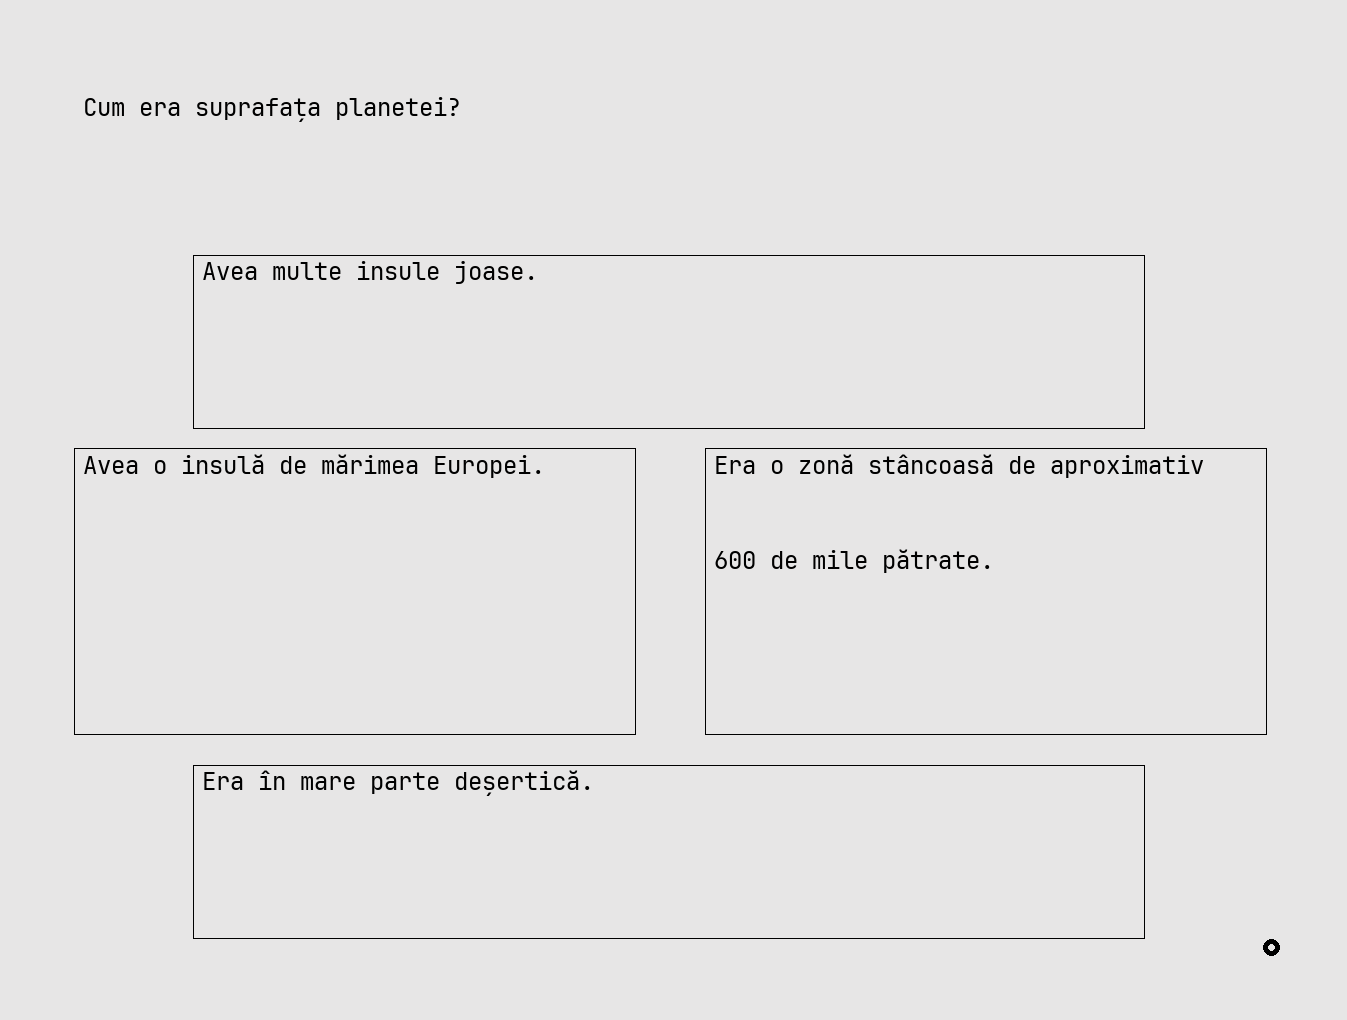 Cum era suprafața planetei?
Avea multe insule joase.
Avea o insulă de mărimea Europei.
Era o zonă stâncoasă de aproximativ
600 de mile pătrate.
Era în mare parte deșertică.